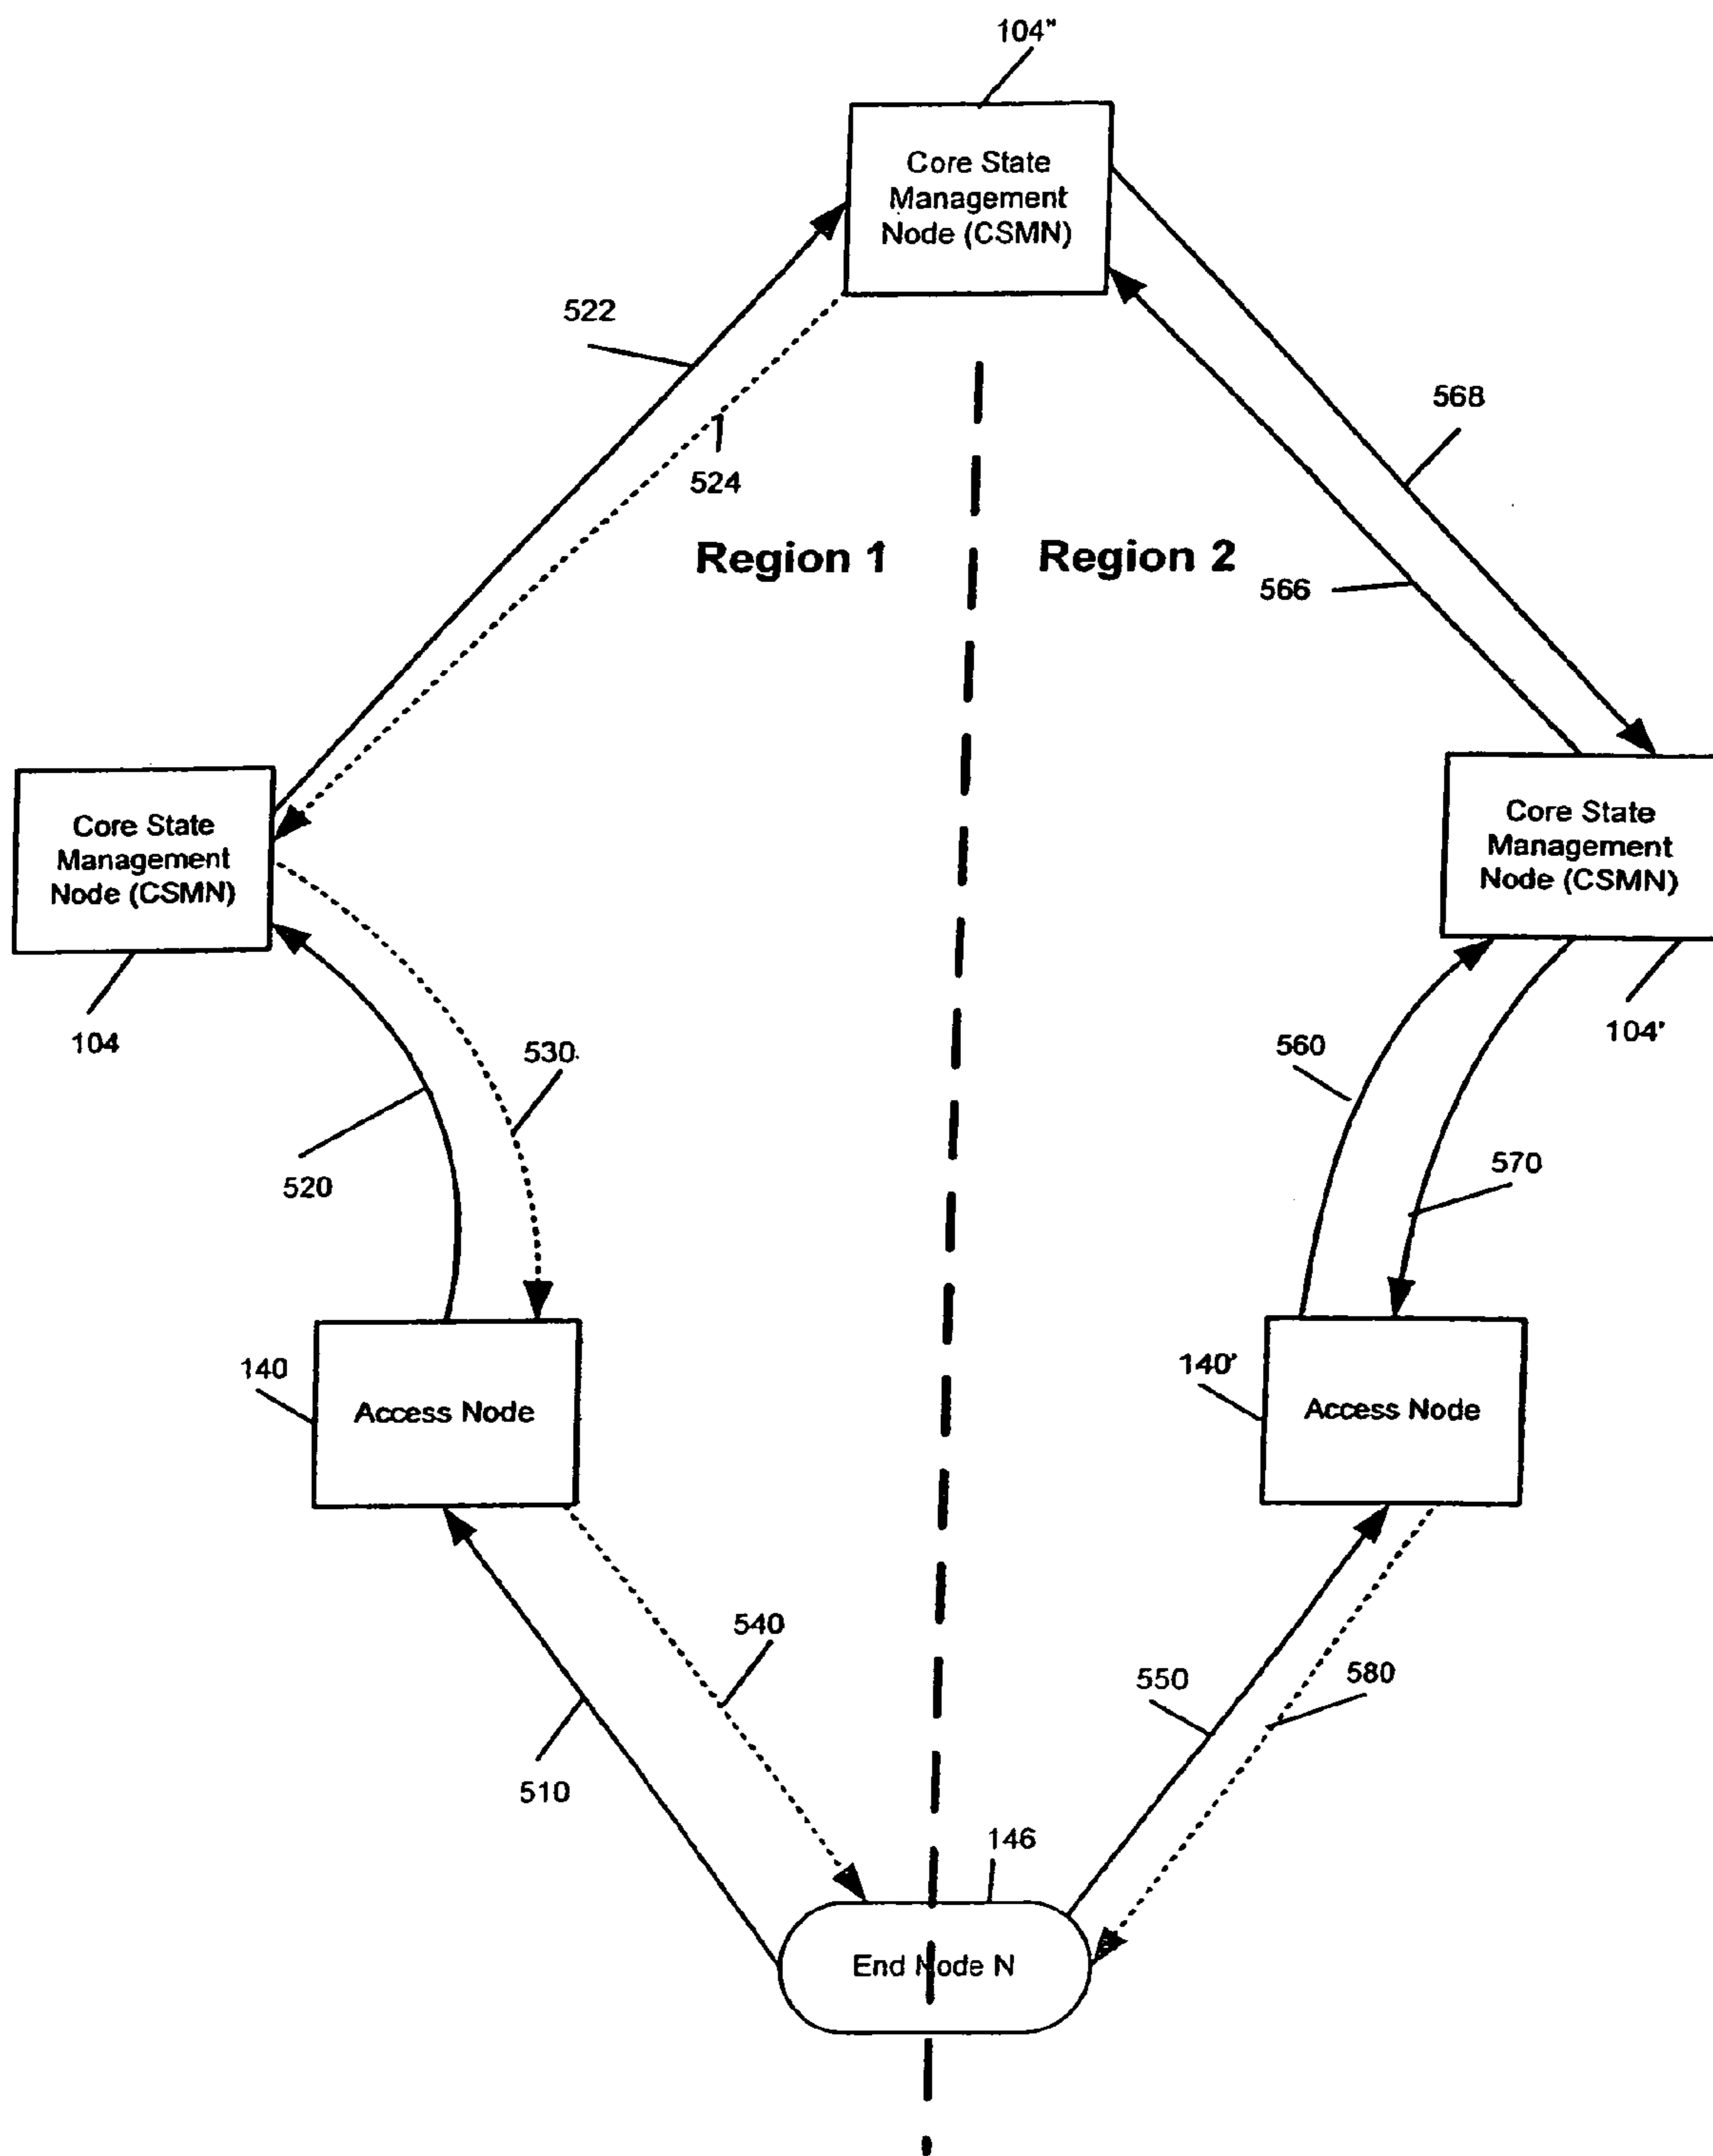 104"
Core State
Management
Node (CSMN)
522
524
568
Region 1
Region 2
566
Core State
Management
Node (CSMN)
Core State
Management
Node (CSMN)
104
530
560
104'
520
570
140
Access Node
140'
Access Node
540
550
580
510
146
End Node N